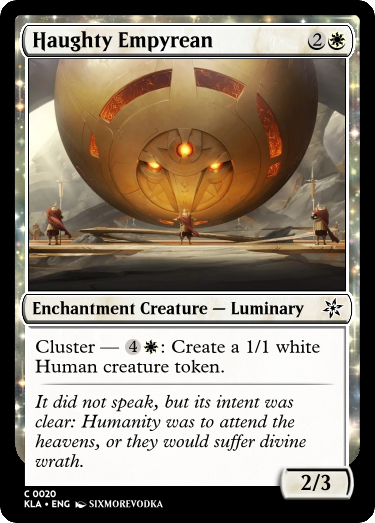 Haughty Empyrean 2
Enchantment Creature — Luminary
Cluster — 4: Create a 1/1 white
Human creature token.
It did not speak, but its intent was
clear: Humanity was to attend the
heavens, or they would suffer divine
wrath.
2/3
C 0020
KLA • ENG SIXMOREVODKA